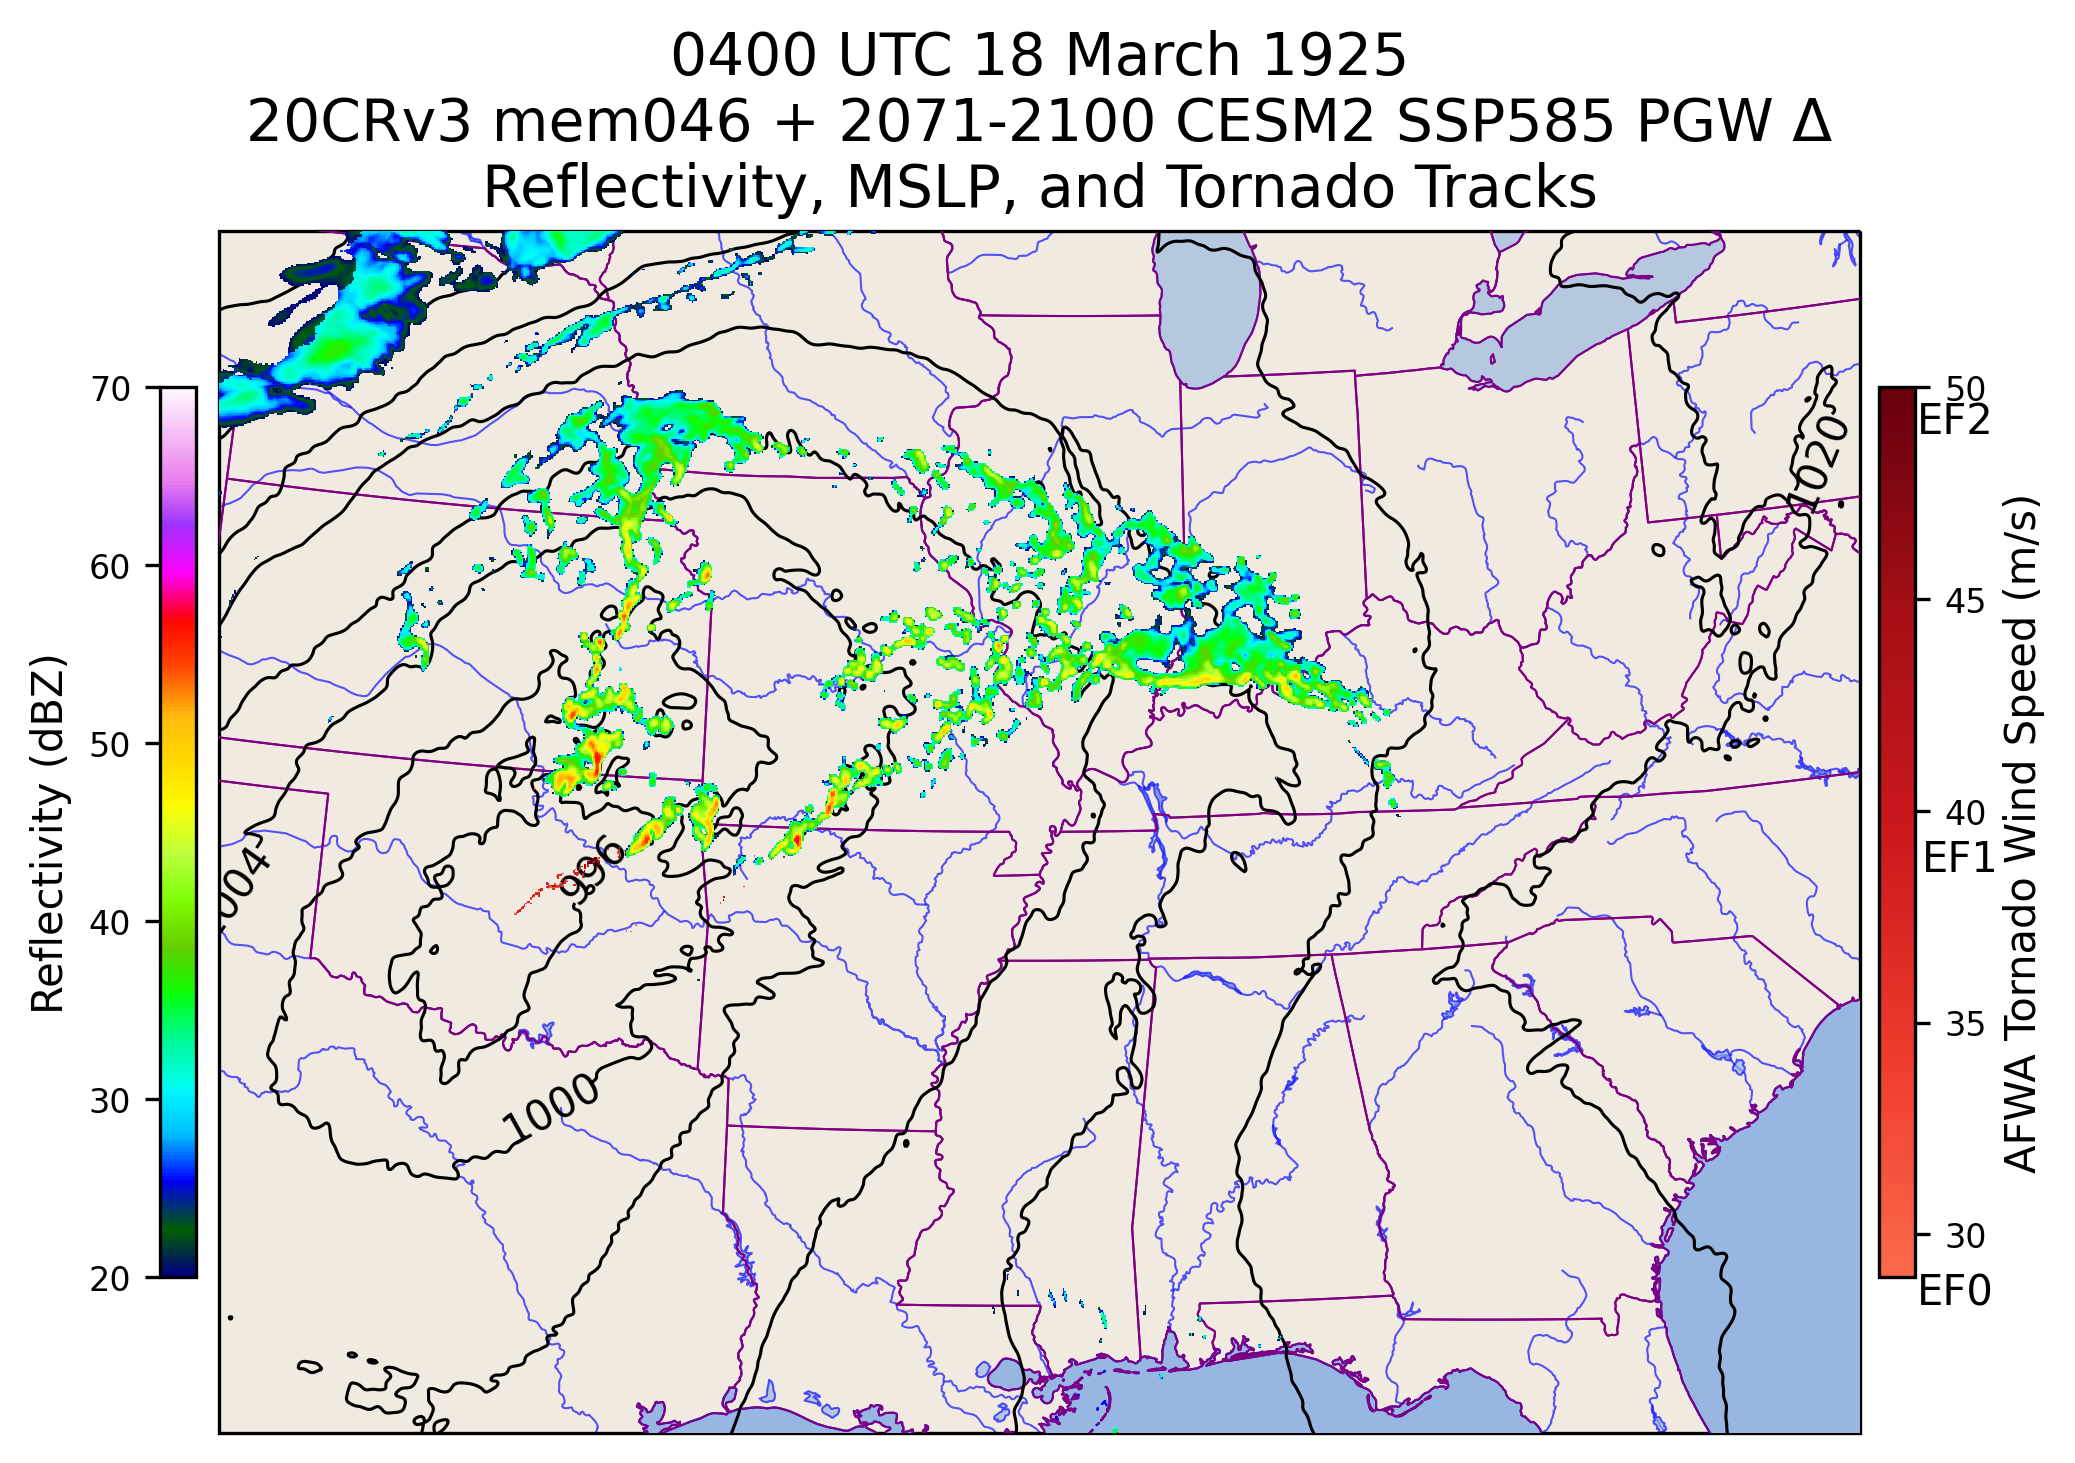 0400 UTC 18 March 1925
20CRv3 mem046 + 2071-2100 CESM2 SSP585 PGW Δ
Reflectivity, MSLP, and Tornado Tracks
70
60
50
40
30
20
Reflectivity (dBZ)
1020
004
996
1000
50
EF2
45
40
EF1
35
30
EF0
AFWA Tornado Wind Speed (m/s)